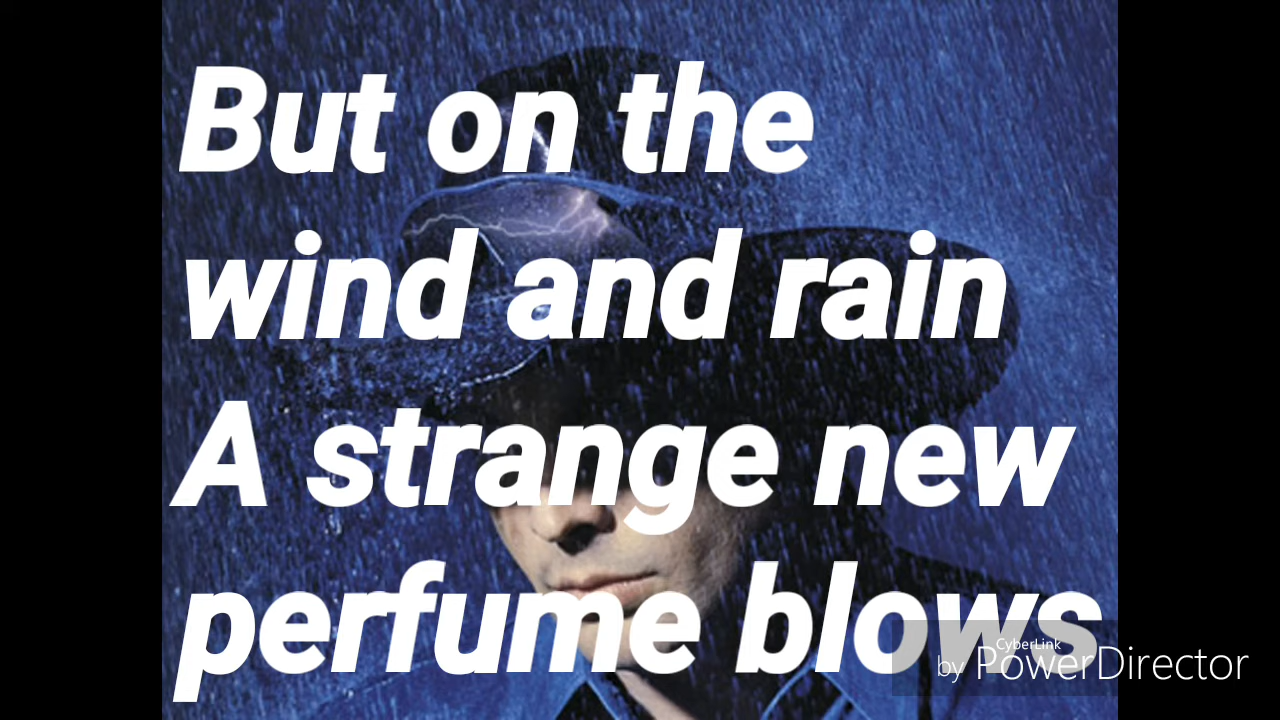 But on the
wind and rain
A strange new
perfume blows
CyberLink
by PowerDirector